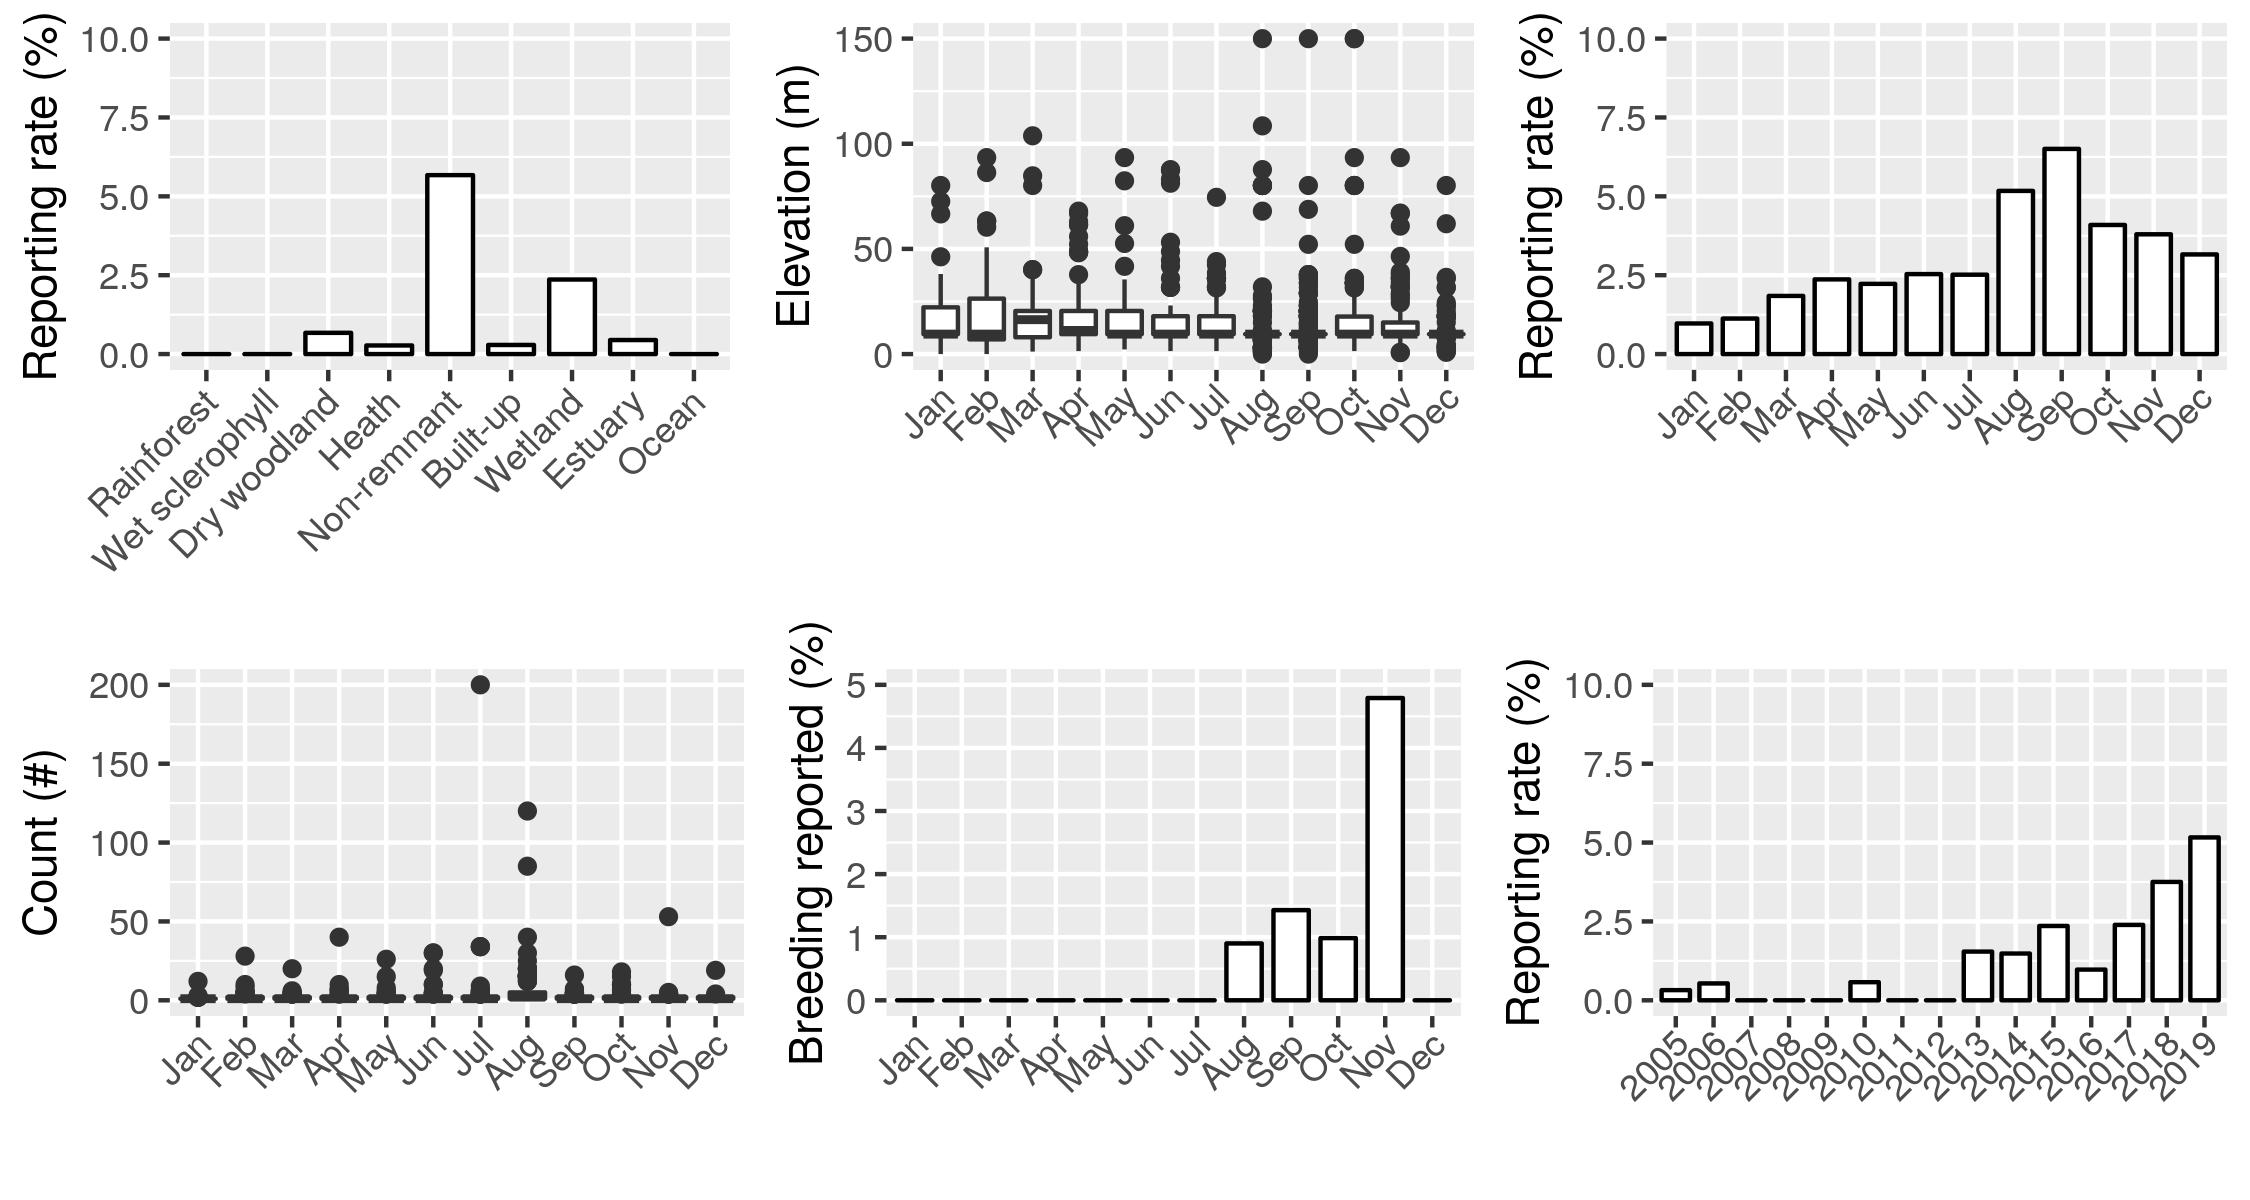 Reporting rate (%)
10.0
7.5
5.0
2.5
0.0
Rainforest
Wet sclerophyll
Dry woodland
Heath
Non-remnant
Built-up
Wetland
Estuary
Ocean
Elevation (m)
150
100
50
0
Jan
Feb
Mar
Apr
May
Jun
Jul
Aug
Sep
Oct
Nov
Dec
Reporting rate (%)
10.0
7.5
5.0
2.5
0.0
Jan
Feb
Mar
Apr
May
Jun
Jul
Aug
Sep
Oct
Nov
Dec
Count (#)
200
150
100
50
0
Jan
Feb
Mar
Apr
May
Jun
Jul
Aug
Sep
Oct
Nov
Dec
Breeding reported (%)
5
4
3
2
1
0
Jan
Feb
Mar
Apr
May
Jun
Jul
Aug
Sep
Oct
Nov
Dec
Reporting rate (%)
10.0
7.5
5.0
2.5
0.0
2005
2006
2007
2008
2009
2010
2011
2012
2013
2014
2015
2016
2017
2018
2019